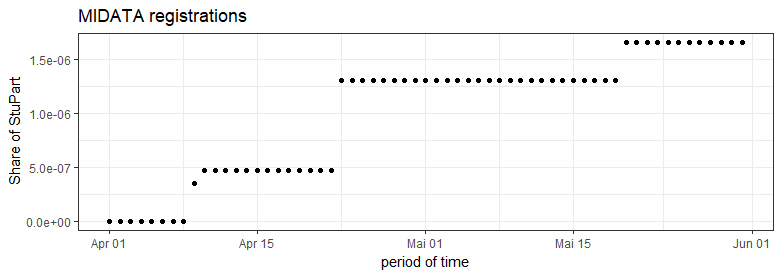 MIDATA registrations
Share of StuPart
1.5e-06
1.0e-06
5.0e-07
0.0e+00
Apr 01 Apr 15 Mai 01 Mai 15 Jun 01
period of time